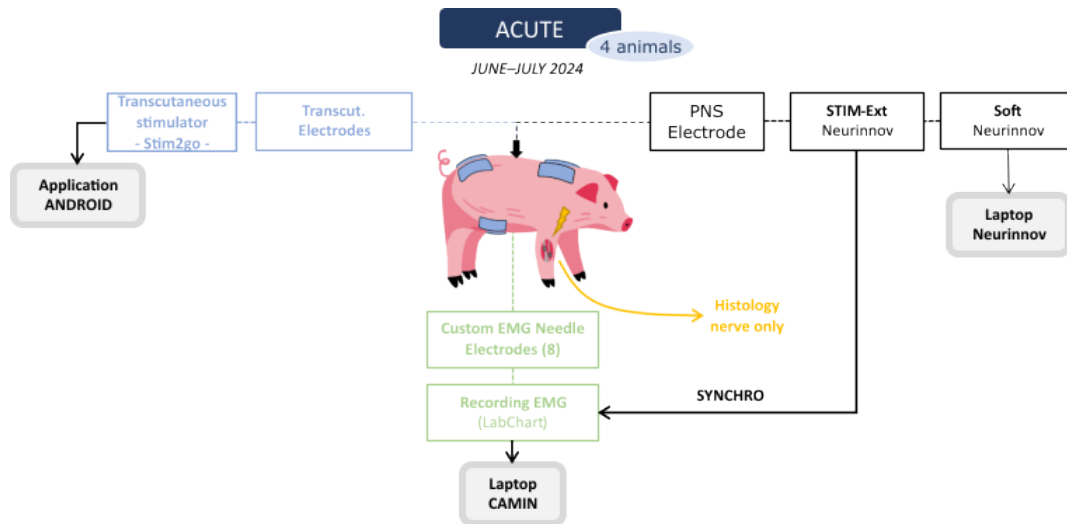 ACUTE
4 animals
JUNE–JULY 2024
Transcutaneous
stimulator
- Stim2go -
Transcut.
Electrodes
PNS
Electrode
STIM-Ext
Neurinnov
Soft
Neurinnov
Application
ANDROID
Laptop
Neurinnov
Histology
nerve only
Custom EMG Needle
Electrodes (8)
Recording EMG
(LabChart)
SYNCHRO
Laptop
CAMIN